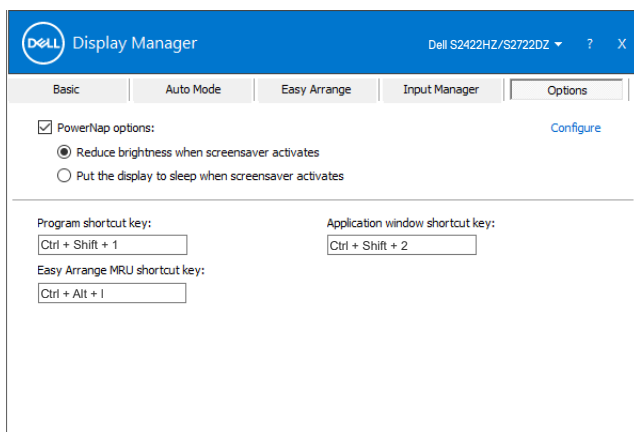 DELL Display Manager Dell S2422HZ/S2722DZ ? X
Basic Auto Mode Easy Arrange Input Manager Options
PowerNap options: Configure
Reduce brightness when screensaver activates
Put the display to sleep when screensaver activates
Program shortcut key: Application window shortcut key:
Ctrl + Shift + 1 Ctrl + Shift + 2
Easy Arrange MRU shortcut key:
Ctrl + Alt + l